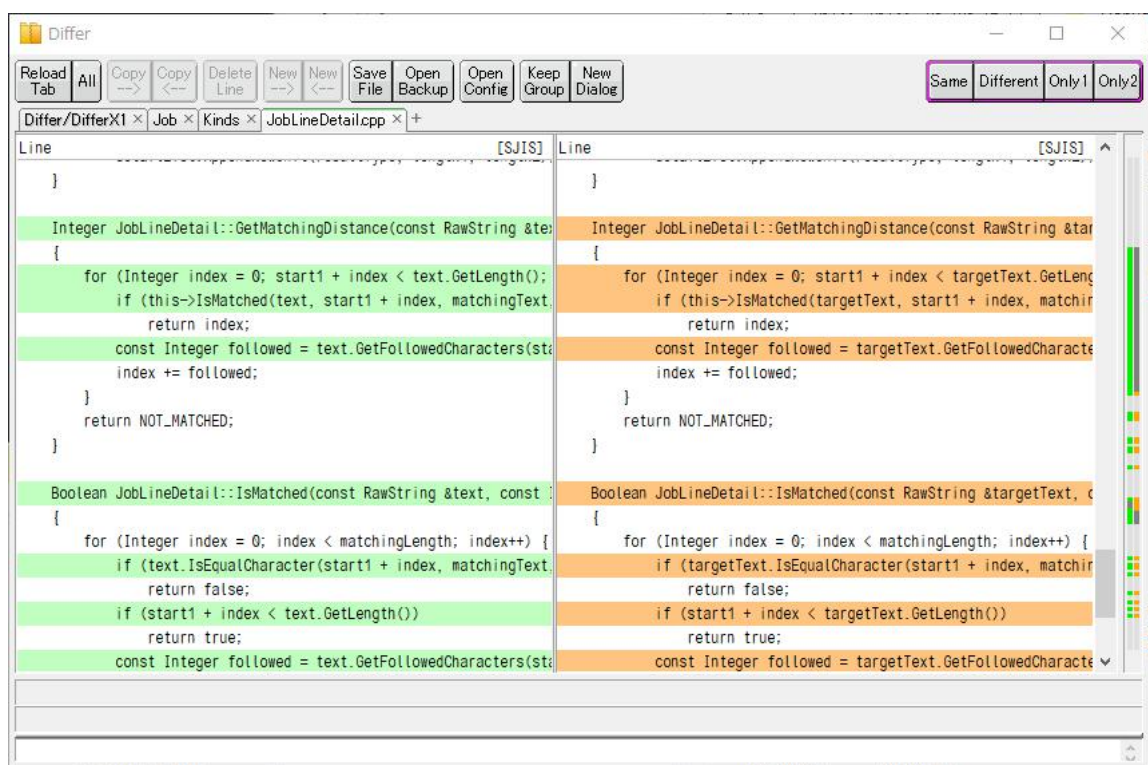 Differ
Reload Tab All Copy --> Copy <-- Delete Line New --> New <-- Save File Open Backup Open Config Keep Group New Dialog Same Different Only1 Only2
Differ/DifferX1 × Job × Kinds × JobLineDetail.cpp × +
Line [SJIS]
}
Integer JobLineDetail::GetMatchingDistance(const RawString &te
{
for (Integer index = 0; start1 + index < text.GetLength();
if (this->IsMatched(text, start1 + index, matchingText.
return index;
const Integer followed = text.GetFollowedCharacters(sta
index += followed;
}
return NOT_MATCHED;
}
Boolean JobLineDetail::IsMatched(const RawString &text, const
{
for (Integer index = 0; index < matchingLength; index++) {
if (text.IsEqualCharacter(start1 + index, matchingText.
return false;
if (start1 + index < text.GetLength())
return true;
const Integer followed = text.GetFollowedCharacters(sta
Line [SJIS]
}
Integer JobLineDetail::GetMatchingDistance(const RawString &tar
{
for (Integer index = 0; start1 + index < targetText.GetLeng
if (this->IsMatched(targetText, start1 + index, matchin
return index;
const Integer followed = targetText.GetFollowedCharacte
index += followed;
}
return NOT_MATCHED;
}
Boolean JobLineDetail::IsMatched(const RawString &targetText, c
{
for (Integer index = 0; index < matchingLength; index++) {
if (targetText.IsEqualCharacter(start1 + index, matchin
return false;
if (start1 + index < targetText.GetLength())
return true;
const Integer followed = targetText.GetFollowedCharacte